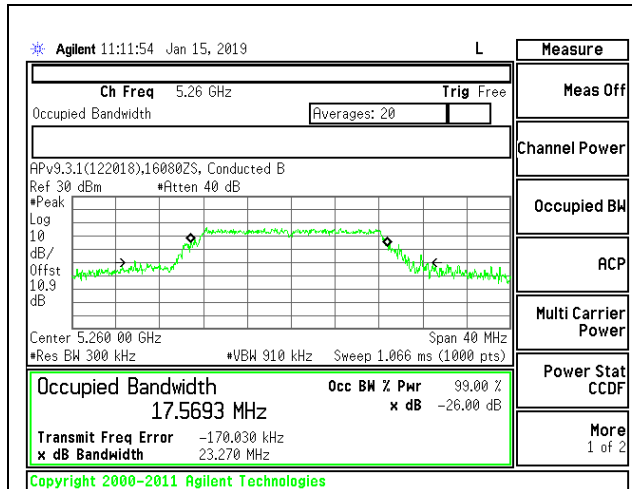 Agilent 11:11:54 Jan 15, 2019 L
Measure
Ch Freq 5.26 GHz Trig Free
Occupied Bandwidth Averages: 20
APv9.3.1(122018),16080ZS, Conducted B
Ref 30 dBm #Atten 40 dB
#Peak
Log
10
dB/
Offst
10.9
dB
Center 5.260 00 GHz Span 40 MHz
#Res BW 300 kHz #VBW 910 kHz Sweep 1.066 ms (1000 pts)
Occupied Bandwidth Occ BW % Pwr 99.00 %
17.5693 MHz x dB -26.00 dB
Transmit Freq Error -170.030 kHz
x dB Bandwidth 23.270 MHz
Copyright 2000-2011 Agilent Technologies
Meas Off
Channel Power
Occupied BW
ACP
Multi Carrier
Power
Power Stat
CCDF
More
1 of 2